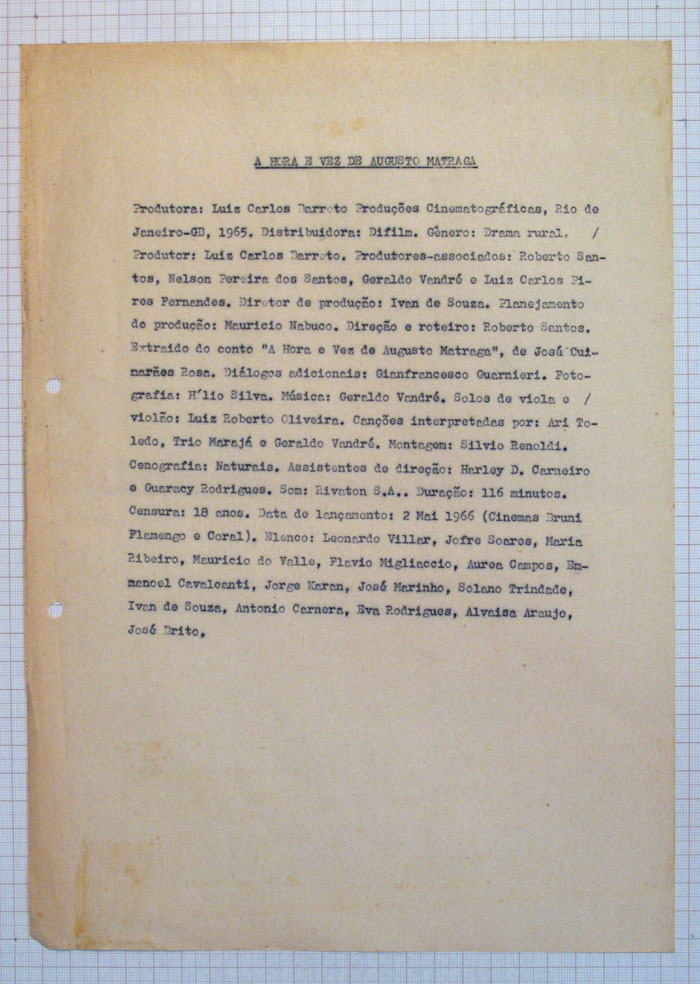 A HORA E VEZ DE AUGUSTO MATRAGA
Produtora: Luiz Carlos Barreto Produções Cinematográficas, Rio de
Janeiro-GB, 1965. Distribuidora: Difilm. Gênero: Drama rural. /
Produtor: Luiz Carlos Barreto. Produtores-associados: Roberto San-
tos, Nelson Pereira dos Santos, Geraldo Vandré e Luiz Carlos Pi-
res Fernandes. Diretor de produção: Ivan de Souza. Planejamento
de produção: Mauricio Nabuco. Direção e roteiro: Roberto Santos.
Extraido do conto "A Hora e Vez de Augusto Matraga", de José Gui-
marães Rosa. Diálogos adicionais: Gianfrancesco Guarnieri. Foto-
grafia: H'lio Silva. Música: Geraldo Vandré. Solos de viola e /
violão: Luiz Roberto Oliveira. Canções interpretadas por: Ari To-
ledo, Trio Marajá e Geraldo Vandré. Montagem: Silvio Renoldi.
Cenografia: Naturais. Assistentes de direção: Harley D. Carneiro
e Guaracy Rodrigues. Som: Rivaton S.A.. Duração: 116 minutos.
Censura: 18 anos. Data de lançamento: 2 Mai 1966 (Cinemas Bruni
Flamengo e Coral). Elenco: Leonardo Villar, Jofre Soares, Maria
Ribeiro, Mauricio do Valle, Flavio Migliaccio, Aurea Campos, Em-
manoel Cavalcanti, Jorge Karan, José Marinho, Solano Trindade,
Ivan de Souza, Antonio Carnera, Eva Rodrigues, Alvaisa Araujo,
José Brito.